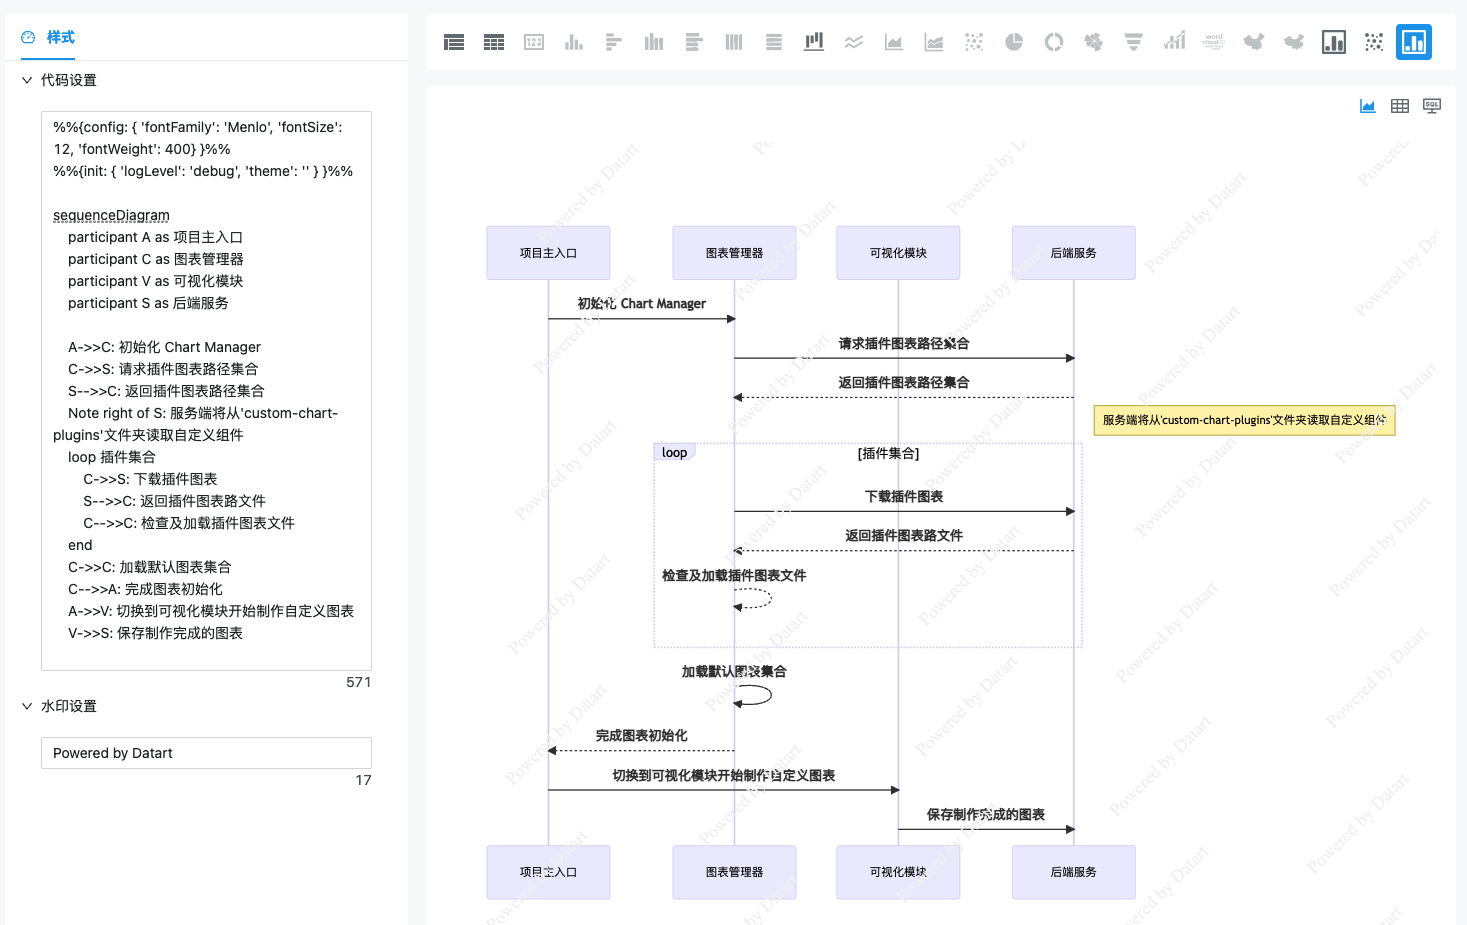 样式
代码设置
%%{config: { 'fontFamily': 'Menlo', 'fontSize':
12, 'fontWeight': 400} }%%
%%{init: { 'logLevel': 'debug', 'theme': '' } }%%
sequenceDiagram
participant A as 项目主入口
participant C as 图表管理器
participant V as 可视化模块
participant S as 后端服务
A->>C: 初始化 Chart Manager
C->>S: 请求插件图表路径集合
S-->>C: 返回插件图表路径集合
Note right of S: 服务端将从'custom-chart-
plugins'文件夹读取自定义组件
loop 插件集合
C->>S: 下载插件图表
S-->>C: 返回插件图表路文件
C-->>C: 检查及加载插件图表文件
end
C->>C: 加载默认图表集合
C-->>A: 完成图表初始化
A->>V: 切换到可视化模块开始制作自定义图表
V->>S: 保存制作完成的图表
571
水印设置
Powered by Datart
17
SQL
项目主入口
图表管理器
可视化模块
后端服务
初始化 Chart Manager
请求插件图表路径集合
返回插件图表路径集合
服务端将从'custom-chart-plugins'文件夹读取自定义组件
loop
[插件集合]
下载插件图表
返回插件图表路文件
检查及加载插件图表文件
加载默认图表集合
完成图表初始化
切换到可视化模块开始制作自定义图表
保存制作完成的图表
项目主入口
图表管理器
可视化模块
后端服务
Powered by Datart